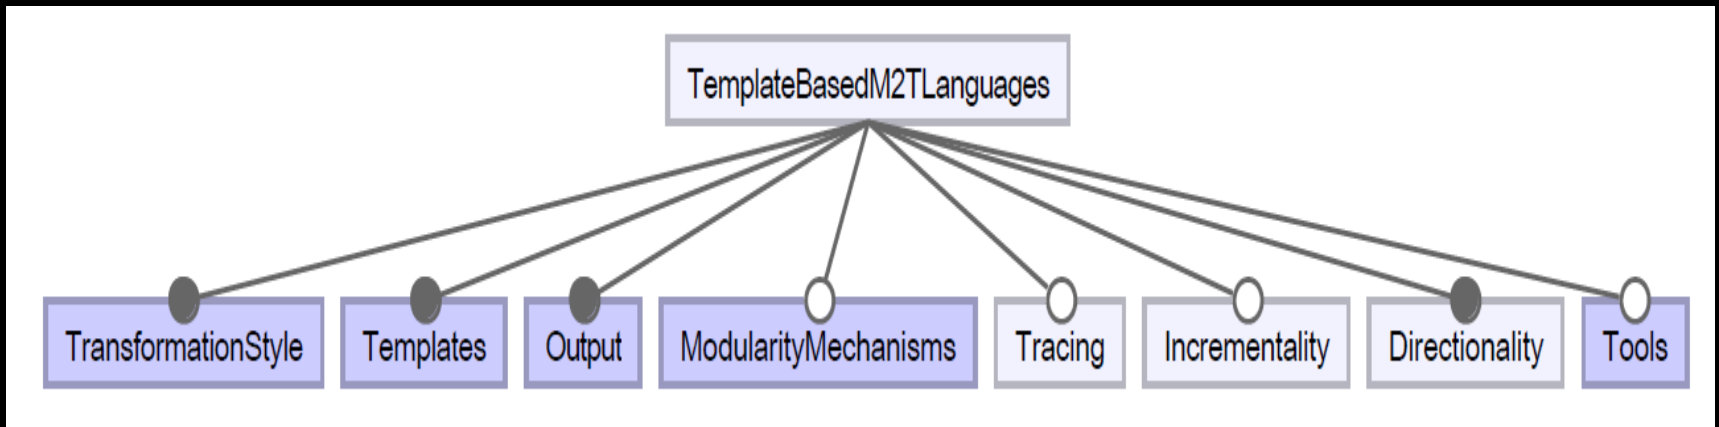 TemplateBasedM2TLanguages
TransformationStyle
Templates
Output
ModularityMechanisms
Tracing
Incrementality
Directionality
Tools